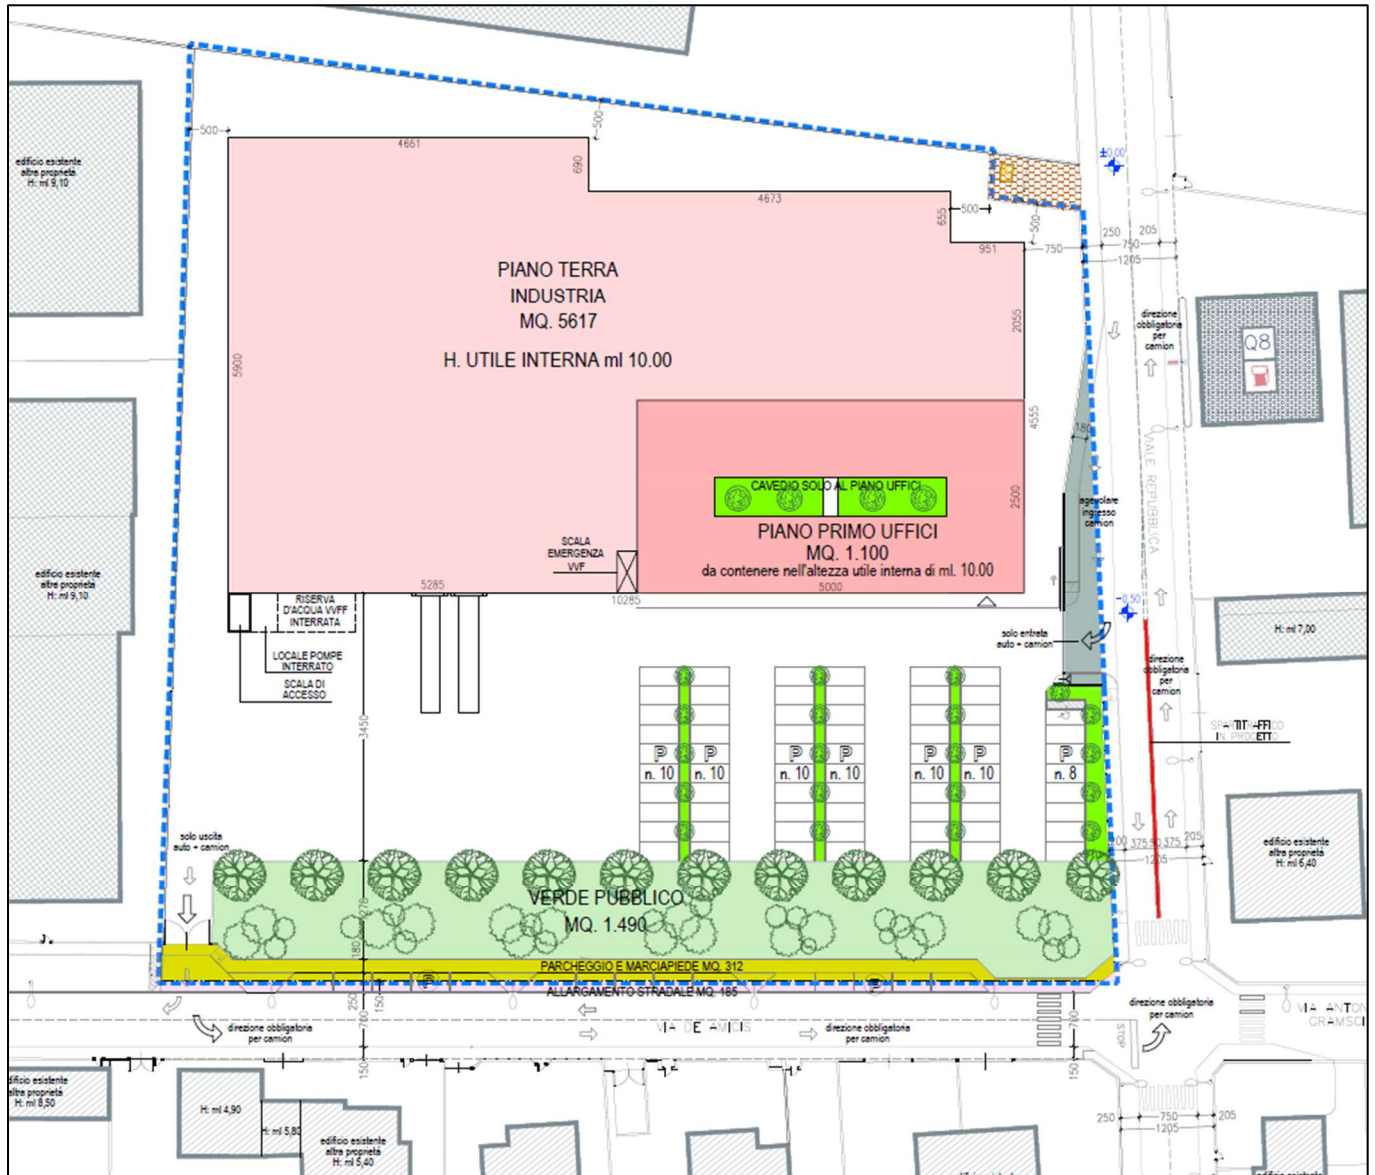 500
4661
500
690
edificio esistente
altra proprietà
H: ml 9,10
±0.00
4673
500
655
500
951
750
250
205
750
1205
PIANO TERRA
INDUSTRIA
MQ. 5617
H. UTILE INTERNA ml 10.00
5900
2055
direzione
obbligatoria
per
camion
Q8
4555
180
VIALE REPUBBLICA
CAVEDIO SOLO AL PIANO UFFICI
2500
agevolare
ingresso
camion
PIANO PRIMO UFFICI
MQ. 1.100
da contenere nell'altezza utile interna di ml. 10.00
SCALA
EMERGENZA
VVF
edificio esistente
altra proprietà
H: ml 9,10
5285
10285
5000
-0.50
RISERVA
D'ACQUA VVFF
INTERRATA
LOCALE POMPE
INTERRATO
SCALA DI
ACCESSO
solo entrata
auto + camion
H: ml 7,00
direzione
obbligatoria
per
camion
3450
IN PROGETTO
P P P P P P P
n. 10 n. 10 n. 10 n. 10 n. 10 n. 10 n. 8
solo uscita
auto + camion
375 375 205
1205
edificio esistente
altra proprietà
H: ml 6,40
VERDE PUBBLICO
MQ. 1.490
180
PARCHEGGIO E MARCIAPIEDE MQ. 312
ALLARGAMENTO STRADALE MQ. 185
250
150
700
VIA DE AMICIS
direzione obbligatoria
per camion
direzione obbligatoria
per camion
700
STOP
direzione obbligatoria
per camion
VIA ANTON
GRAMSCI
150
150
edificio esistente
altra proprietà
H: ml 8,50
H: ml 4,90
H: ml 5,80
edificio esistente
altra proprietà
H: ml 5,40
250
750
205
1205